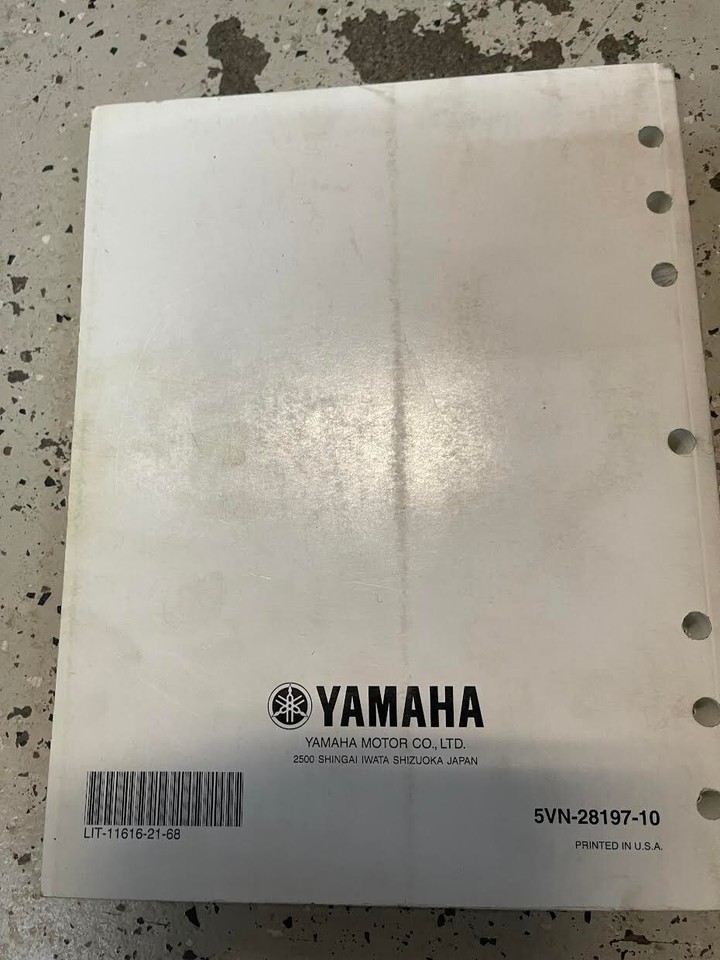 YAMAHA
YAMAHA MOTOR CO., LTD.
2500 SHINGAI IWATA SHIZUOKA JAPAN
LIT-11616-21-68
5VN-28197-10
PRINTED IN U.S.A.